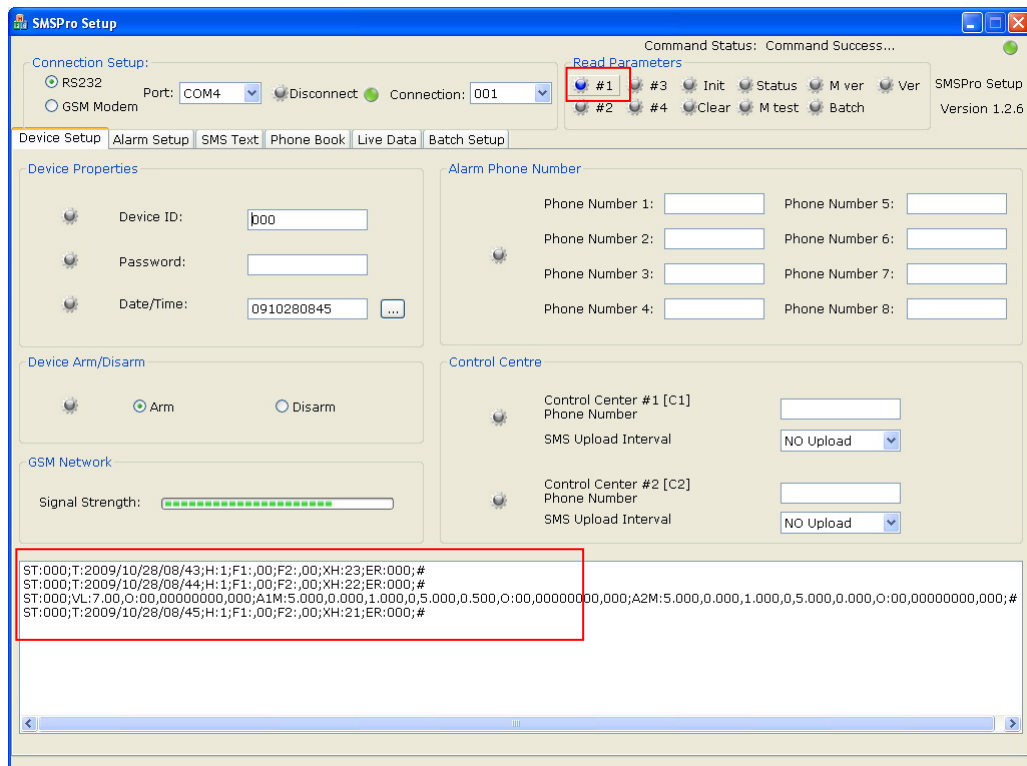 SMSPro Setup
Command Status: Command Success...
Connection Setup:
Read Parameters
RS232
GSM Modem
Port: COM4
Disconnect
Connection: 001
#1 #3 Init Status M ver Ver
#2 #4 Clear M test Batch
SMSPro Setup
Version 1.2.6
Device Setup Alarm Setup SMS Text Phone Book Live Data Batch Setup
Device Properties
Device ID: 000
Password:
Date/Time: 0910280845 ...
Alarm Phone Number
Phone Number 1: Phone Number 5:
Phone Number 2: Phone Number 6:
Phone Number 3: Phone Number 7:
Phone Number 4: Phone Number 8:
Device Arm/Disarm
Arm Disarm
GSM Network
Signal Strength:
Control Centre
Control Center #1 [C1]
Phone Number
SMS Upload Interval NO Upload
Control Center #2 [C2]
Phone Number
SMS Upload Interval NO Upload
ST:000;T:2009/10/28/08/43;H:1;F1:,00;F2:,00;XH:23;ER:000;#
ST:000;T:2009/10/28/08/44;H:1;F1:,00;F2:,00;XH:22;ER:000;#
ST:000;VL:7.00,O:00,00000000,000;A1M:5.000,0.000,1.000,0,5.000,0.500,O:00,00000000,000;A2M:5.000,0.000,1.000,0,5.000,0.000,O:00,00000000,000;#
ST:000;T:2009/10/28/08/45;H:1;F1:,00;F2:,00;XH:21;ER:000;#